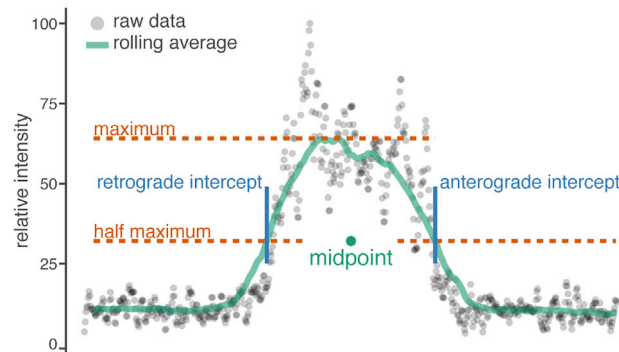 100
75
50
25
0
relative intensity
raw data
rolling average
maximum
retrograde intercept
anterograde intercept
half maximum
midpoint